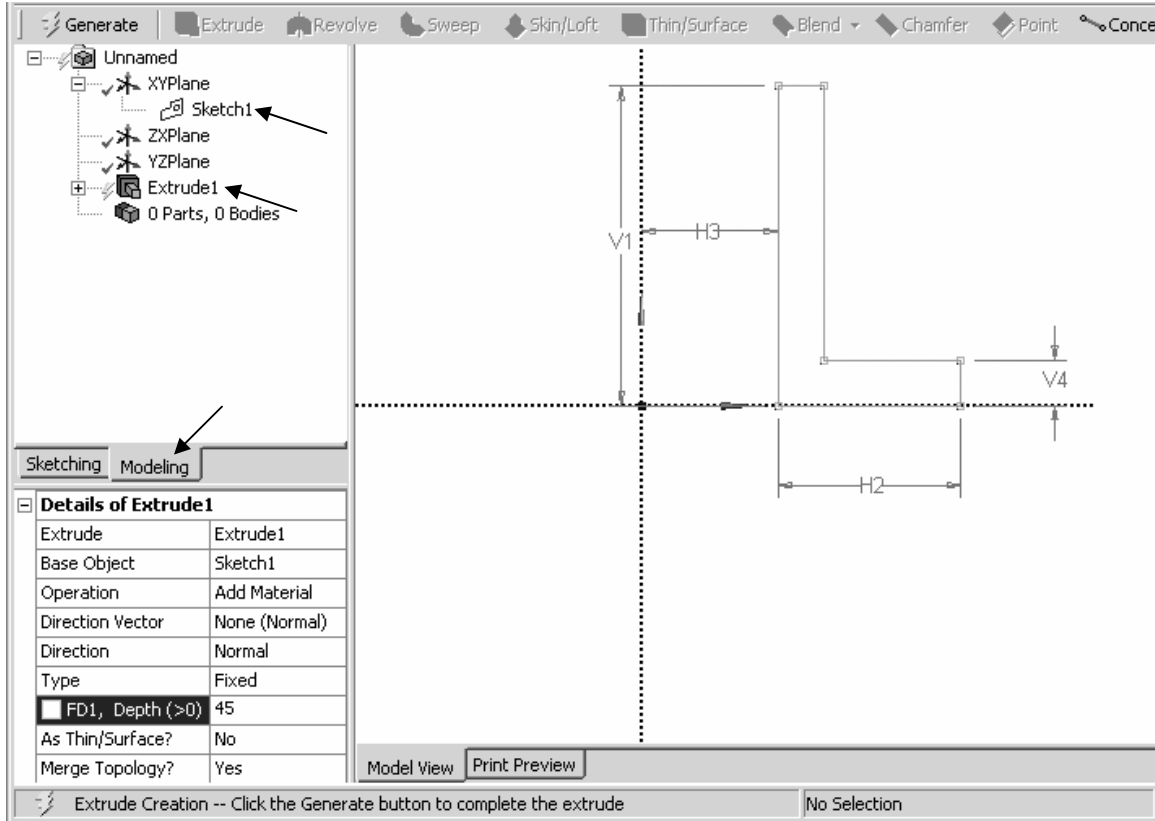 Generate Extrude Revolve Sweep Skin/Loft Thin/Surface Blend Chamfer Point Conce
Unnamed
XYPlane
Sketch1
ZXPlane
YZPlane
Extrude1
0 Parts, 0 Bodies
V1
H3
V4
H2
Sketching Modeling
Details of Extrude1
Extrude Extrude1
Base Object Sketch1
Operation Add Material
Direction Vector None (Normal)
Direction Normal
Type Fixed
FD1, Depth (>0) 45
As Thin/Surface? No
Merge Topology? Yes
Model View Print Preview
Extrude Creation -- Click the Generate button to complete the extrude No Selection